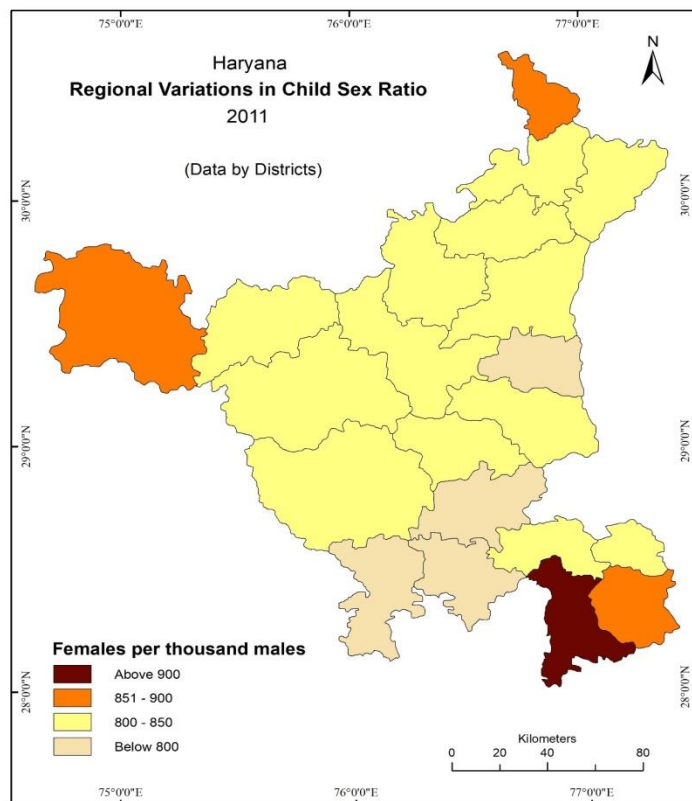 75°0'0"E 76°0'0"E 77°0'0"E
Haryana
Regional Variations in Child Sex Ratio
2011
(Data by Districts)
N
30°0'0"N 30°0'0"N
29°0'0"N 29°0'0"N
28°0'0"N 28°0'0"N
Females per thousand males
Above 900
851 - 900
800 - 850
Below 800
Kilometers
0 20 40 60 80
75°0'0"E 76°0'0"E 77°0'0"E